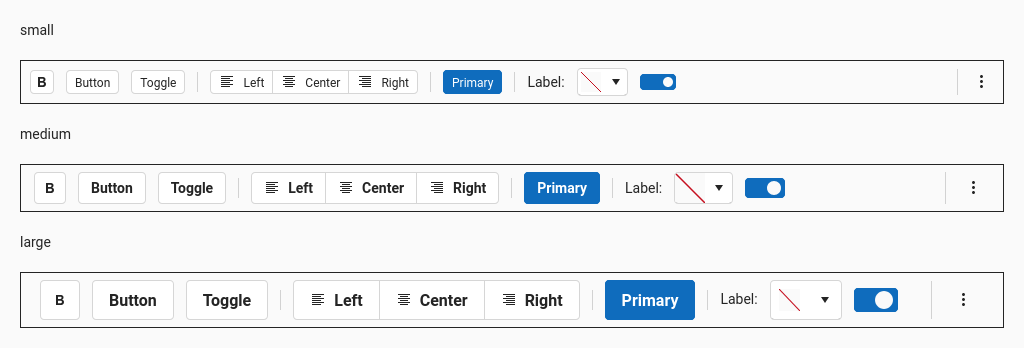 small
B Button Toggle Left Center Right Primary Label:
medium
B Button Toggle Left Center Right Primary Label:
large
B Button Toggle Left Center Right Primary Label: